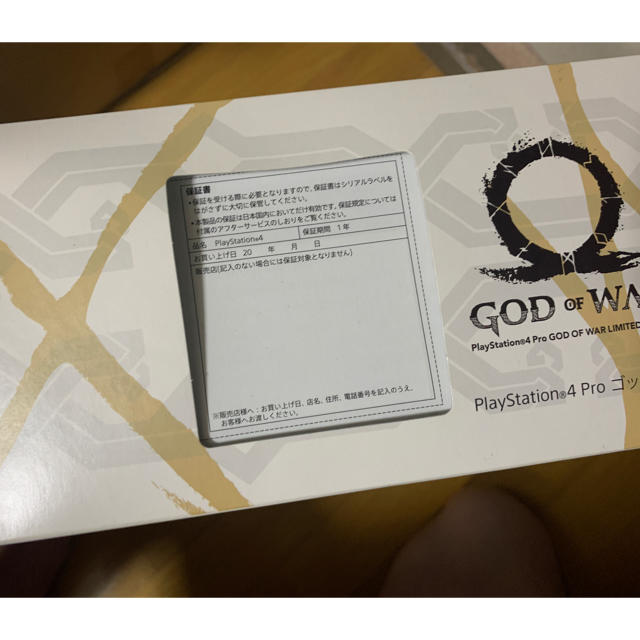 保証書
•保証を受ける際に必要となりますので、保証書はシリアルラベルを
はがさずに大切に保管してください。
•本製品の保証は日本国内においてだけ有効です。保証規定については
付属のアフターサービスのしおりをご覧ください。
品名 PlayStation®4 保証期間 1年
お買い上げ日 20 年 月 日
販売店(記入のない場合には保証対象となりません)
※販売店様へ:お買い上げ日、店名、住所、電話番号を記入のうえ、
お客様へお渡しください。
GOD OF WA
PlayStation®4 Pro GOD OF WAR LIMITED
PlayStation®4 Pro ゴッ